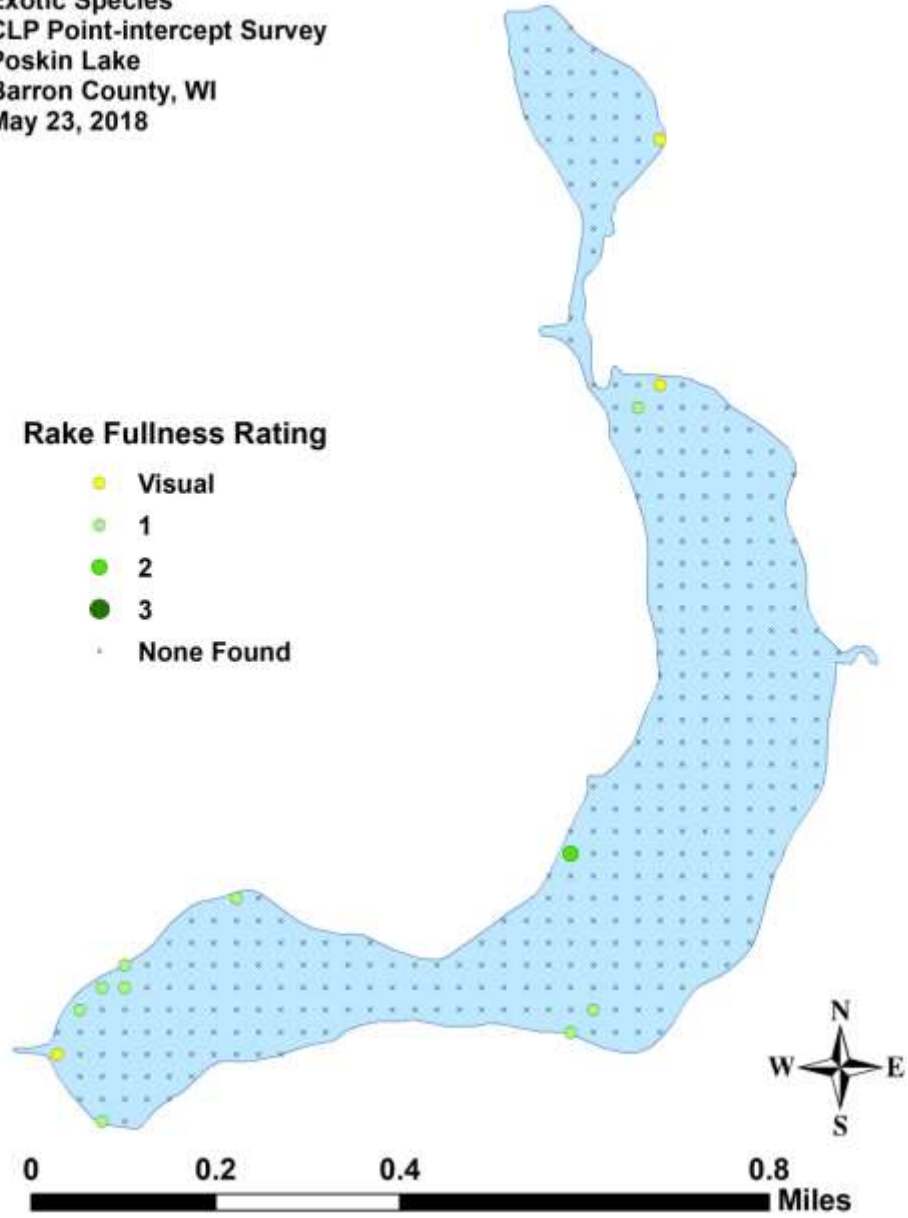 Exotic Species
CLP Point-intercept Survey
Poskin Lake
Barron County, WI
May 23, 2018
Rake Fullness Rating
Visual
1
2
3
None Found
N
W E
S
0 0.2 0.4 0.8
Miles